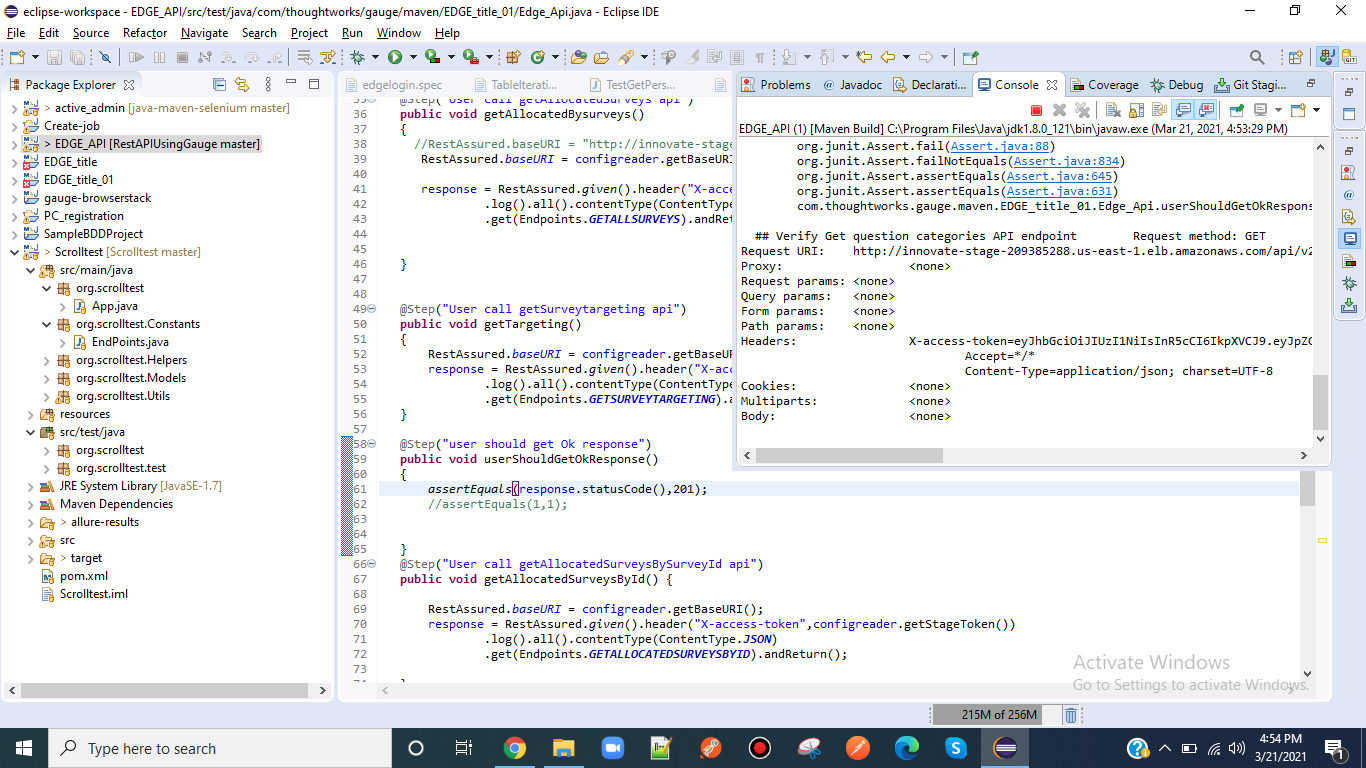 eclipse-workspace - EDGE_API/src/test/java/com/thoughtworks/gauge/maven/EDGE_title_01/Edge_Api.java - Eclipse IDE
File Edit Source Refactor Navigate Search Project Run Window Help
Package Explorer
> active_admin [java-maven-selenium master]
Create-job
> EDGE_API [RestAPIUsingGauge master]
EDGE_title
EDGE_title_01
gauge-browserstack
PC_registration
SampleBDDProject
> Scrolltest [Scrolltest master]
src/main/java
org.scrolltest
App.java
org.scrolltest.Constants
EndPoints.java
org.scrolltest.Helpers
org.scrolltest.Models
org.scrolltest.Utils
resources
src/test/java
org.scrolltest
org.scrolltest.test
JRE System Library [JavaSE-1.7]
Maven Dependencies
> allure-results
src
> target
pom.xml
Scrolltest.iml
edgelogin.spec TableIterati... TestGetPers...
35 @Step("User call getAllocatedSurveys api")
36 public void getAllocatedBysurveys()
37 {
38 //RestAssured.baseURI = "http://innovate-stage
39 RestAssured.baseURI = configreader.getBaseURI
40
41 response = RestAssured.given().header("X-acce
42 .log().all().contentType(ContentType
43 .get(Endpoints.GETALLSURVEYS).andRet
44
45
46 }
47
48
49 @Step("User call getSurveytargeting api")
50 public void getTargeting()
51 {
52 RestAssured.baseURI = configreader.getBaseUR
53 response = RestAssured.given().header("X-acc
54 .log().all().contentType(ContentType
55 .get(Endpoints.GETSURVEYTARGETING).a
56 }
57
58 @Step("user should get Ok response")
59 public void userShouldGetOkResponse()
60 {
61 assertEquals(response.statusCode(),201);
62 //assertEquals(1,1);
63
64
65 }
66 @Step("User call getAllocatedSurveysBySurveyId api")
67 public void getAllocatedSurveysById() {
68
69 RestAssured.baseURI = configreader.getBaseURI();
70 response = RestAssured.given().header("X-access-token",configreader.getStageToken())
71 .log().all().contentType(ContentType.JSON)
72 .get(Endpoints.GETALLOCATEDSURVEYSBYID).andReturn();
73
74 }
Problems @ Javadoc Declarati... Console Coverage Debug Git Stagi...
EDGE_API (1) [Maven Build] C:\Program Files\Java\jdk1.8.0_121\bin\javaw.exe (Mar 21, 2021, 4:53:29 PM)
org.junit.Assert.fail(Assert.java:88)
org.junit.Assert.failNotEquals(Assert.java:834)
org.junit.Assert.assertEquals(Assert.java:645)
org.junit.Assert.assertEquals(Assert.java:631)
com.thoughtworks.gauge.maven.EDGE_title_01.Edge_Api.userShouldGetOkRespons
## Verify Get question categories API endpoint Request method: GET
Request URI: http://innovate-stage-209385288.us-east-1.elb.amazonaws.com/api/v2
Proxy: <none>
Request params: <none>
Query params: <none>
Form params: <none>
Path params: <none>
Headers: X-access-token=eyJhbGciOiJIUzI1NiIsInR5cCI6IkpXVCJ9.eyJpZC
Accept=*/*
Content-Type=application/json; charset=UTF-8
Cookies: <none>
Multiparts: <none>
Body: <none>
Activate Windows
Go to Settings to activate Windows.
215M of 256M
Type here to search
4:54 PM
3/21/2021
1